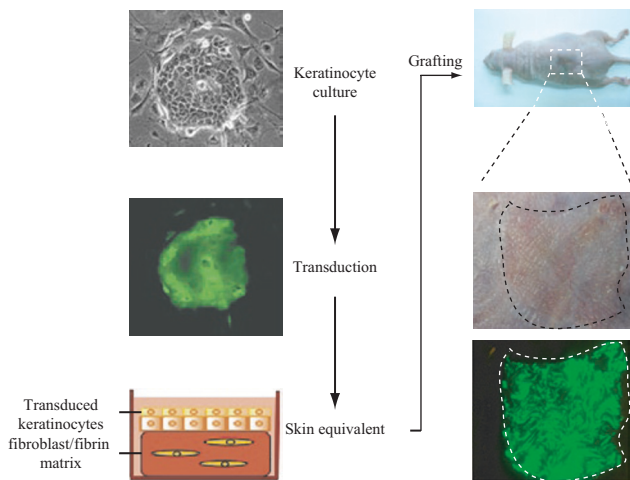 Keratinocyte
culture
Grafting
Transduction
Transduced
keratinocytes
fibroblast/fibrin
matrix
Skin equivalent